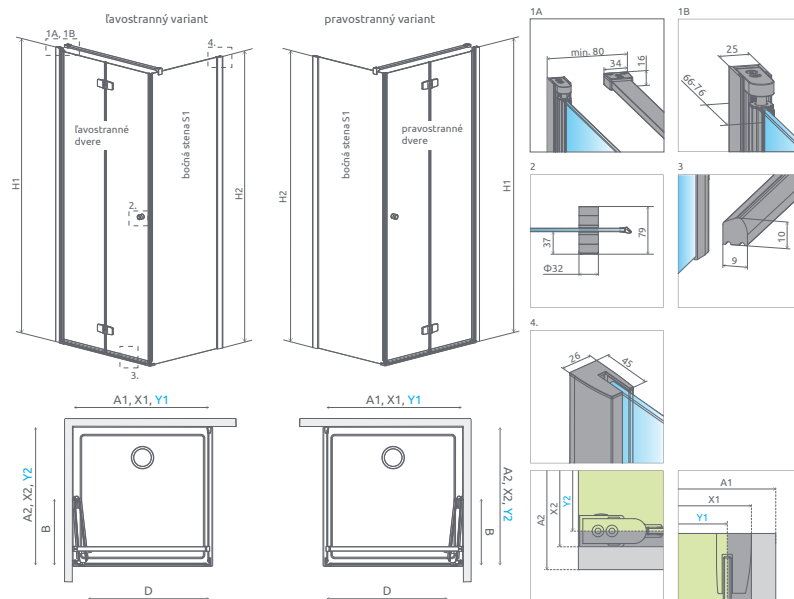 ľavostranný variant
pravostranný variant
1A
1B
1A, 1B
4.
H1
ľavostranné
dvere
bočná stena S1
2.
H2
3.
H2
bočná stena S1
pravostranné
dvere
H1
min. 80
34
16
25
66-76
2
3
37
79
Φ32
10
9
4.
26
45
A1, X1, Y1
A2, X2, Y2
B
D
A1, X1, Y1
A2, X2, Y2
B
D
A2
X2
Y2
A1
X1
Y1